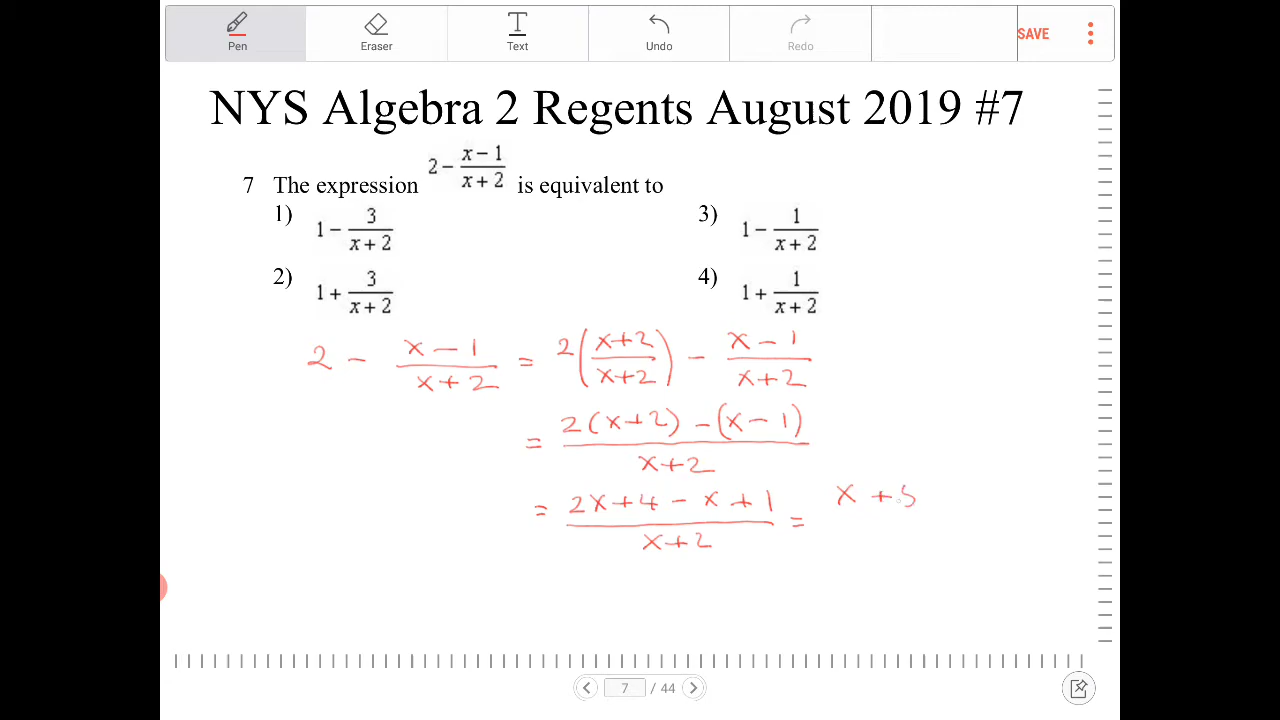 Pen Eraser Text Undo Redo SAVE
NYS Algebra 2 Regents August 2019 #7
7 The expression 2 - (x - 1)/(x + 2) is equivalent to
1) 1 - 3/(x + 2) 3) 1 - 1/(x + 2)
2) 1 + 3/(x + 2) 4) 1 + 1/(x + 2)
2 - (x - 1)/(x + 2) = 2((x+2)/(x+2)) - (x - 1)/(x + 2)
= (2(x+2) - (x - 1))/(x+2)
= (2x+4 - x + 1)/(x+2) = x + 5
7 / 44